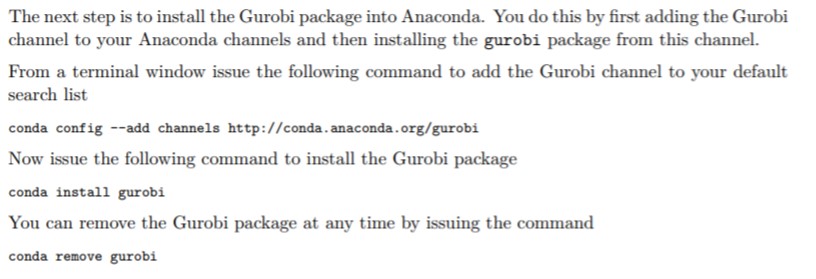 The next step is to install the Gurobi package into Anaconda. You do this by first adding the Gurobi
channel to your Anaconda channels and then installing the gurobi package from this channel.
From a terminal window issue the following command to add the Gurobi channel to your default
search list
conda config --add channels http://conda.anaconda.org/gurobi
Now issue the following command to install the Gurobi package
conda install gurobi
You can remove the Gurobi package at any time by issuing the command
conda remove gurobi